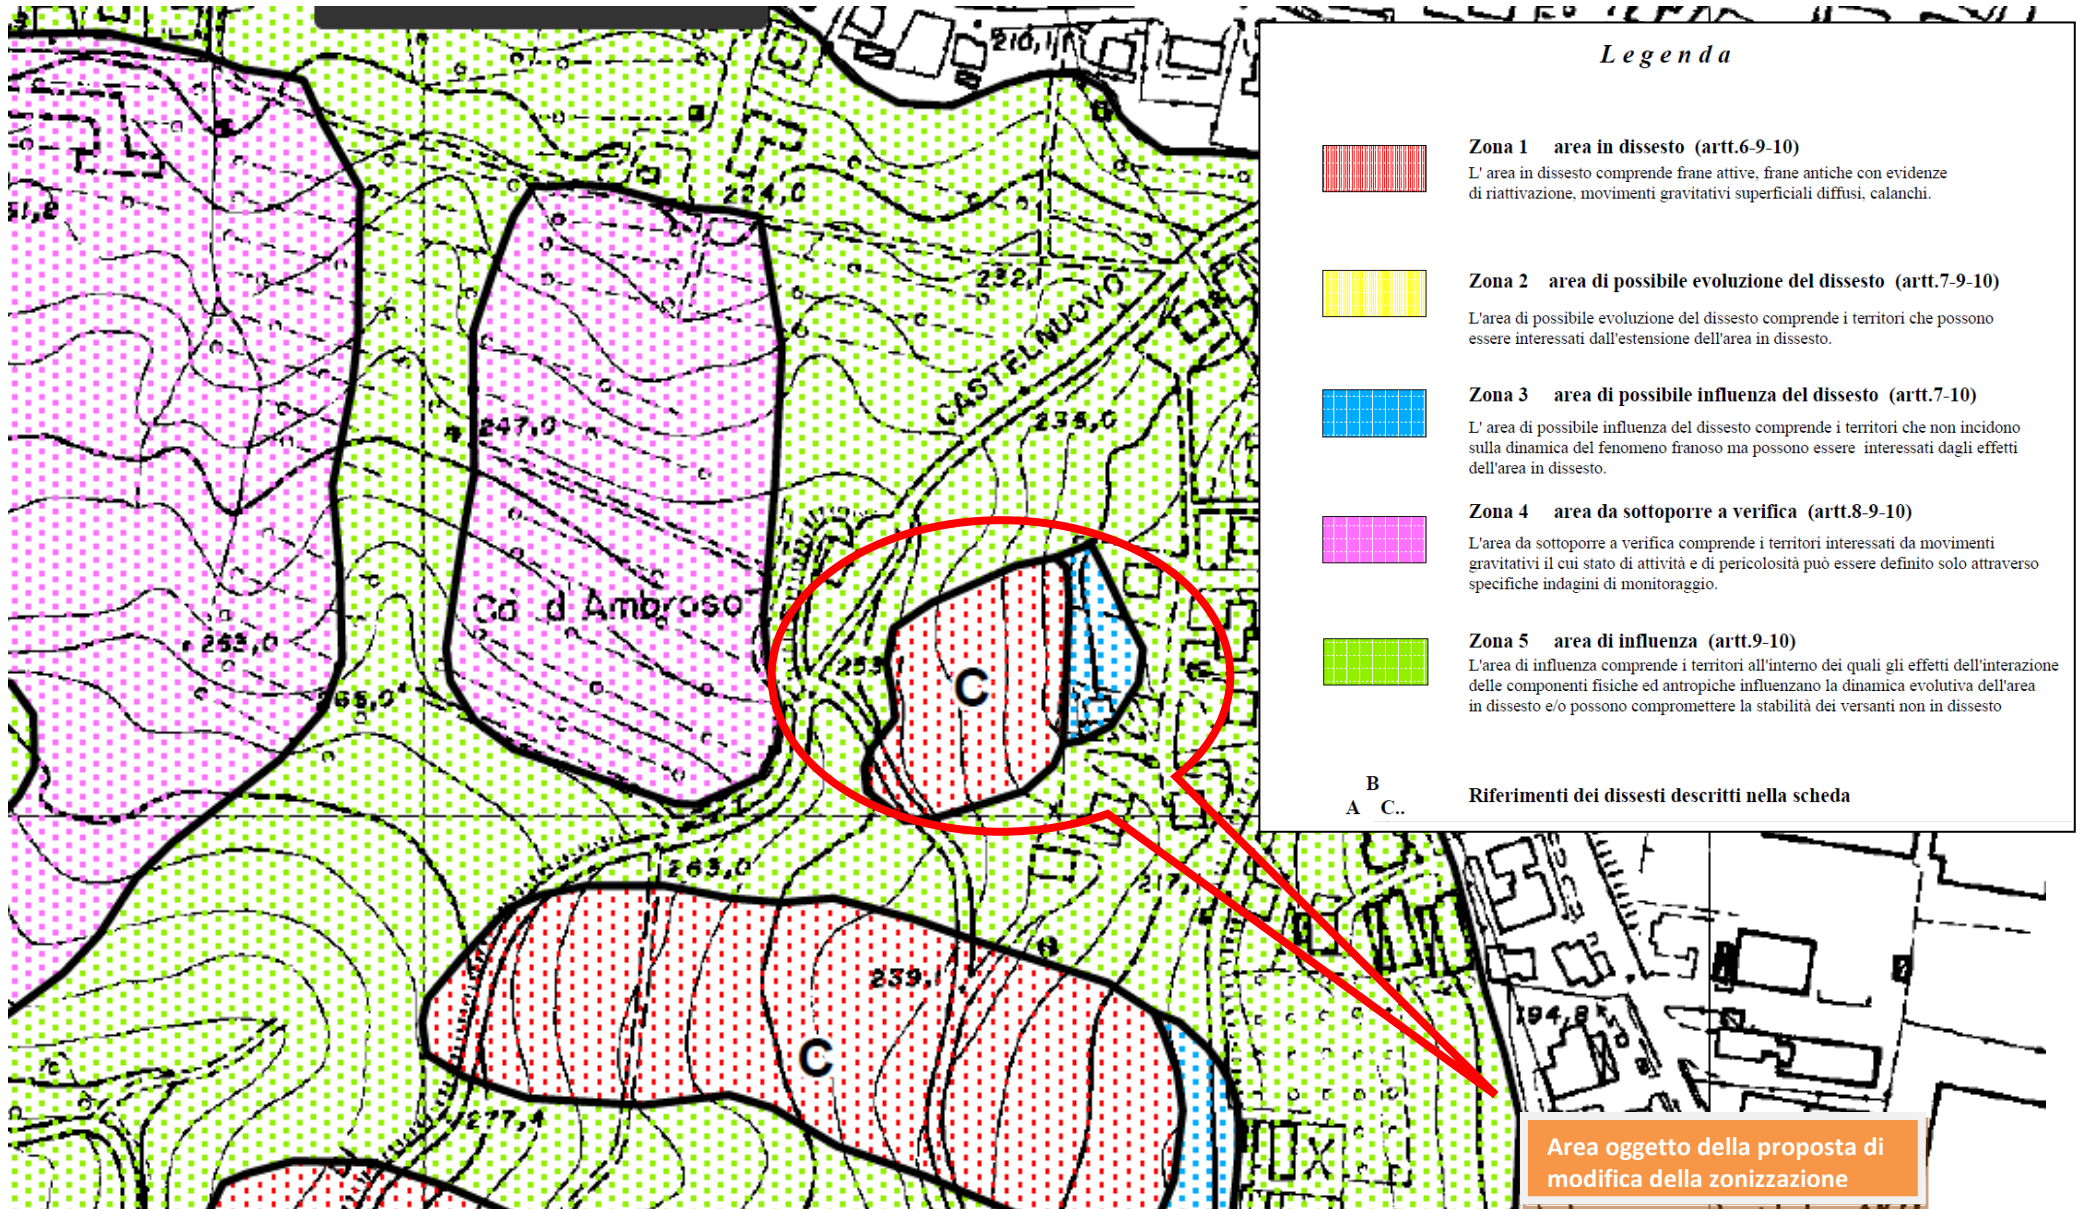 210,1
Legenda
Zona 1 area in dissesto (artt.6-9-10)
L' area in dissesto comprende frane attive, frane antiche con evidenze
di riattivazione, movimenti gravitativi superficiali diffusi, calanchi.
Zona 2 area di possibile evoluzione del dissesto (artt.7-9-10)
L'area di possibile evoluzione del dissesto comprende i territori che possono
essere interessati dall'estensione dell'area in dissesto.
Zona 3 area di possibile influenza del dissesto (artt.7-10)
L' area di possibile influenza del dissesto comprende i territori che non incidono
sulla dinamica del fenomeno franoso ma possono essere interessati dagli effetti
dell'area in dissesto.
Zona 4 area da sottoporre a verifica (artt.8-9-10)
L'area da sottoporre a verifica comprende i territori interessati da movimenti
gravitativi il cui stato di attività e di pericolosità può essere definito solo attraverso
specifiche indagini di monitoraggio.
Zona 5 area di influenza (artt.9-10)
L'area di influenza comprende i territori all'interno dei quali gli effetti dell'interazione
delle componenti fisiche ed antropiche influenzano la dinamica evolutiva dell'area
in dissesto e/o possono compromettere la stabilità dei versanti non in dissesto
B
A C..
Riferimenti dei dissesti descritti nella scheda
224,0
232,
CASTELNUOVO
247,0
235,0
Ca' d'Ambroso
253,0
253,
C
265,0
263,0
217,
239,1
C
194,8
277,4
Area oggetto della proposta di
modifica della zonizzazione